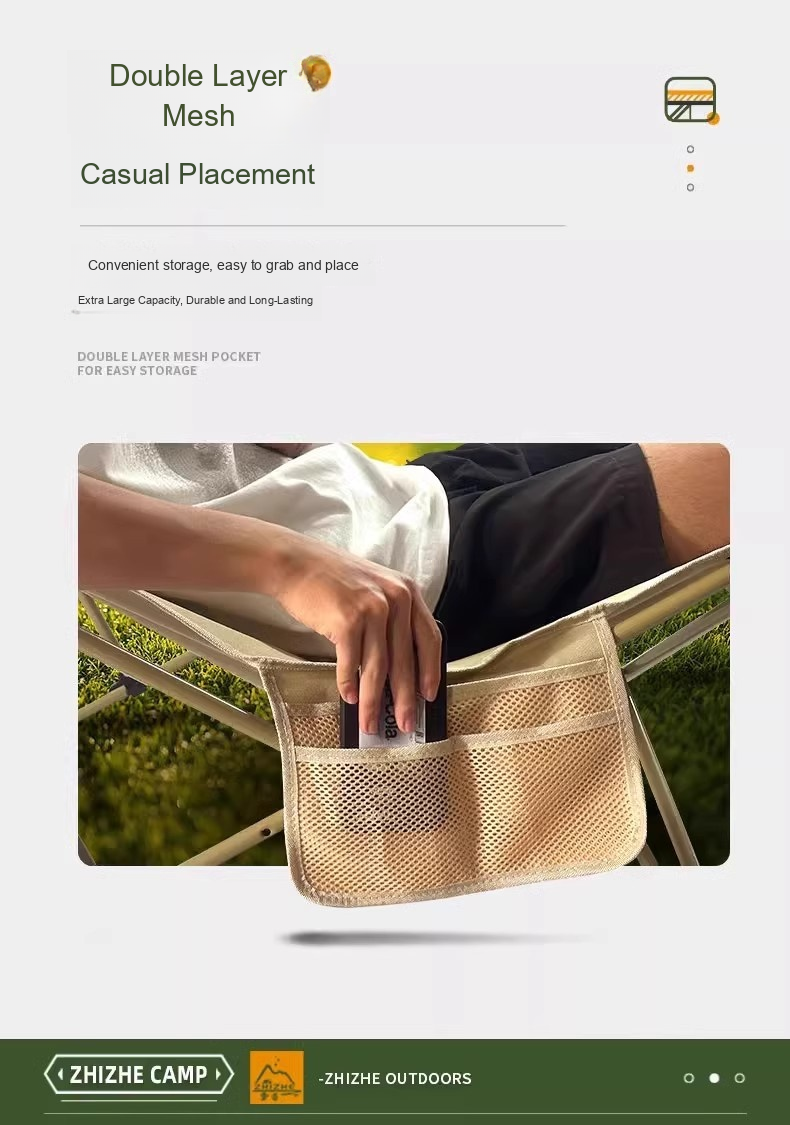 Double Layer
Mesh
Casual Placement
Convenient storage, easy to grab and place
Extra Large Capacity, Durable and Long-Lasting
DOUBLE LAYER MESH POCKET
FOR EASY STORAGE
Cola
ZHIZHE CAMP
ZHIZHE
-ZHIZHE OUTDOORS